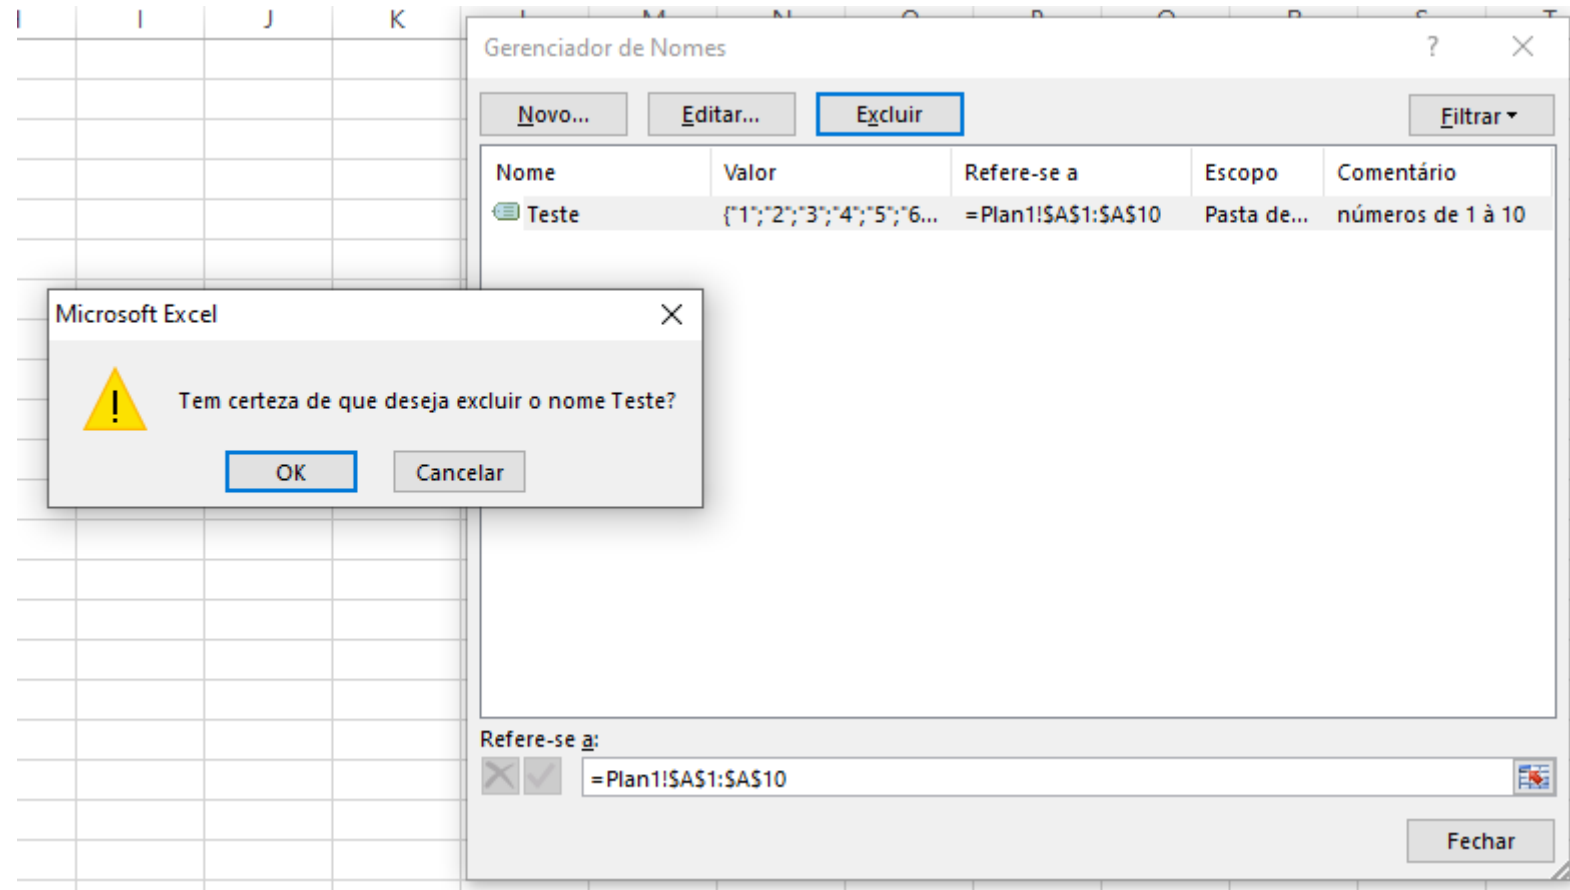 I J K
Gerenciador de Nomes ?
Novo... Editar... Excluir Filtrar
Nome Valor Refere-se a Escopo Comentário
Teste {"1";"2";"3";"4";"5";"6... =Plan1!$A$1:$A$10 Pasta de... números de 1 à 10
Microsoft Excel
Tem certeza de que deseja excluir o nome Teste?
OK Cancelar
Refere-se a:
=Plan1!$A$1:$A$10
Fechar